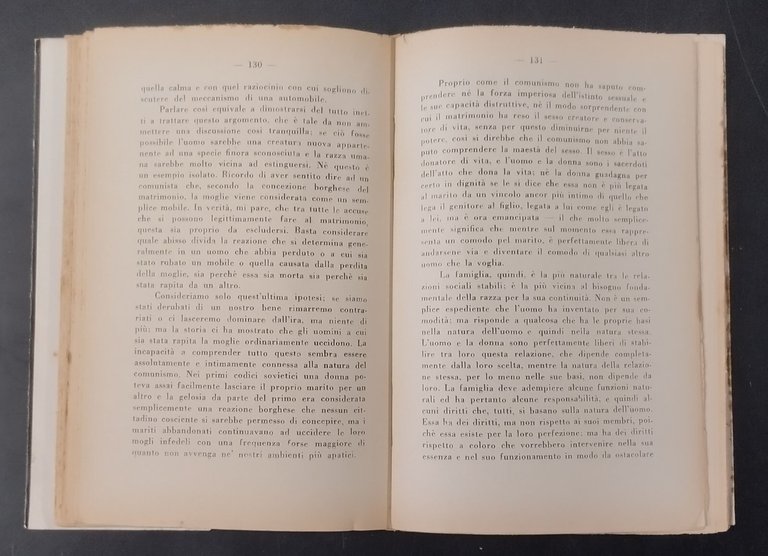 — 130 —
quella calma e con quel raziocinio con cui sogliono di-
scutere del meccanismo di una automobile.
Parlare così equivale a dimostrarsi del tutto inet-
ti a trattare questo argomento, che è tale da non am-
mettere una discussione così tranquilla; se ciò fosse
possibile l'uomo sarebbe una creatura nuova apparte-
nente ad una specie finora sconosciuta e la razza uma-
na sarebbe molto vicina ad estinguersi. Nè questo è
un esempio isolato. Ricordo di aver sentito dire ad un
comunista che, secondo la concezione borghese del
matrimonio, la moglie viene considerata come un sem-
plice mobile. In verità, mi pare, che tra tutte le accuse
che si possono legittimamente fare al matrimonio,
questa sia proprio da escludersi. Basta considerare
quale abisso divida la reazione che si determina gene-
ralmente in un uomo che abbia perduto o a cui sia
stato rubato un mobile o quella causata dalla perdita
della moglie, sia perchè essa sia morta sia perchè sia
stata rapita da un altro.
Consideriamo solo quest'ultima ipotesi; se siamo
stati derubati di un nostro bene rimarremo contra-
riati o ci lasceremo dominare dall'ira, ma niente di
più; ma la storia ci ha mostrato che gli uomini a cui
sia stata rapita la moglie ordinariamente uccidono. La
incapacità a comprender tutto questo sembra essere
assolutamente e intimamente connessa alla natura del
comunismo. Nei primi codici sovietici una donna po-
teva assai facilmente lasciare il proprio marito per un
altro e la gelosia da parte del primo era considerata
semplicemente una reazione borghese che nessun cit-
tadino cosciente si sarebbe permesso di concepire, ma i
mariti abbandonati continuavano ad uccidere le loro
mogli infedeli con una frequenza forse maggiore di
quanto non avvenga ne' nostri ambienti più apatici.
— 131 —
Proprio come il comunismo non ha saputo com-
prendere nè la forza imperiosa dell'istinto sessuale e
le sue capacità distruttive, nè il modo sorprendente con
cui il matrimonio ha reso il sesso creatore e conserva-
tore di vita, senza per questo diminuirne per niente il
potere, così si direbbe che il comunismo non abbia sa-
puto comprendere la maestà del sesso. Il sesso è l'atto
donatore di vita, e l'uomo e la donna sono i sacerdoti
dell'atto che dona la vita; nè la donna guadagna per
certo in dignità se le si dice che essa non è più legata
al marito da un vincolo ancor più intimo di quello che
lega il genitore al figlio, legata a lui come egli è legato
a lei, ma è ora emancipata — il che molto semplice-
mente significa che mentre sul momento essa rappre-
senta un comodo pel marito, è perfettamente libera di
andarsene via e diventare il comodo di qualsiasi altro
uomo che la voglia.
La famiglia, quindi, è la più naturale tra le rela-
zioni sociali stabili; è la più vicina al bisogno fonda-
mentale della razza per la sua continuità. Non è un sem-
plice espediente che l'uomo ha inventato per sua co-
modità; ma risponde a qualcosa che ha le proprie basi
nella natura dell'uomo e quindi nella natura stessa.
L'uomo e la donna sono perfettamente liberi di stabi-
lire tra loro questa relazione, che dipende completa-
mente dalla loro scelta, mentre la natura della relazio-
ne stessa, per lo meno nelle sue basi, non dipende da
loro. La famiglia deve adempiere alcune funzioni natu-
rali ed ha pertanto alcune responsabilità, e quindi al-
cuni diritti che, tutti, si basano sulla natura dell'uomo.
Essa ha dei diritti, ma non rispetto ai suoi membri, poi-
chè essa esiste per la loro perfezione; ma ha dei diritti
rispetto a coloro che vorrebbero intervenire nella sua
essenza e nel suo funzionamento in modo da ostacolare